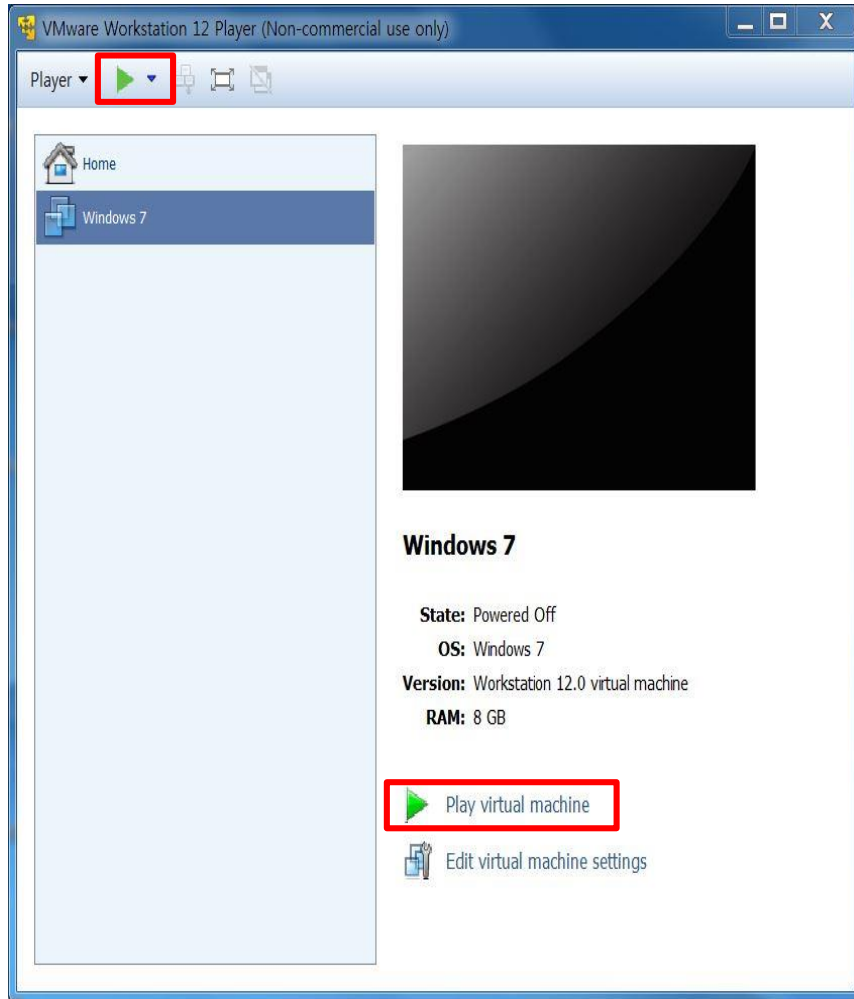 VMware Workstation 12 Player (Non-commercial use only)
Player
Home
Windows 7
Windows 7
State: Powered Off
OS: Windows 7
Version: Workstation 12.0 virtual machine
RAM: 8 GB
Play virtual machine
Edit virtual machine settings